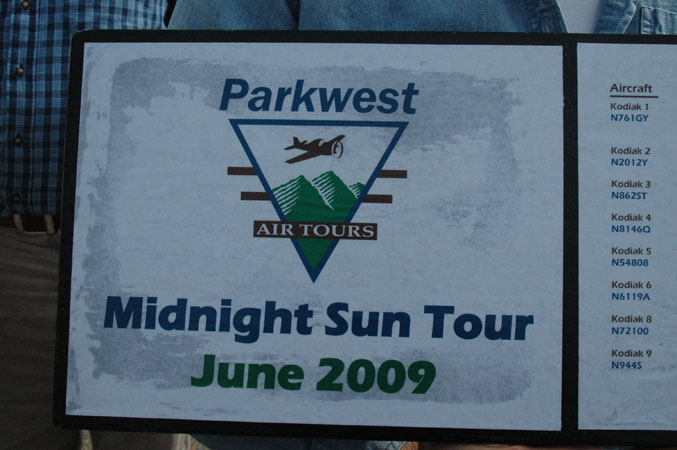 Parkwest
AIR TOURS
Midnight Sun Tour
June 2009
Aircraft
Kodiak 1
N761GY
Kodiak 2
N2012Y
Kodiak 3
N862ST
Kodiak 4
N8146Q
Kodiak 5
N54808
Kodiak 6
N6119A
Kodiak 8
N72100
Kodiak 9
N944S